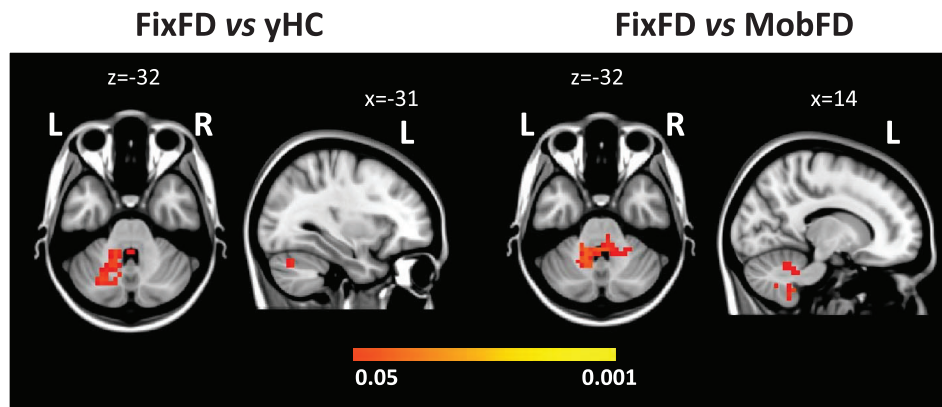 FixFD vs yHC
FixFD vs MobFD
z=-32
x=-31
L
R
L
z=-32
x=14
L
R
L
0.05
0.001